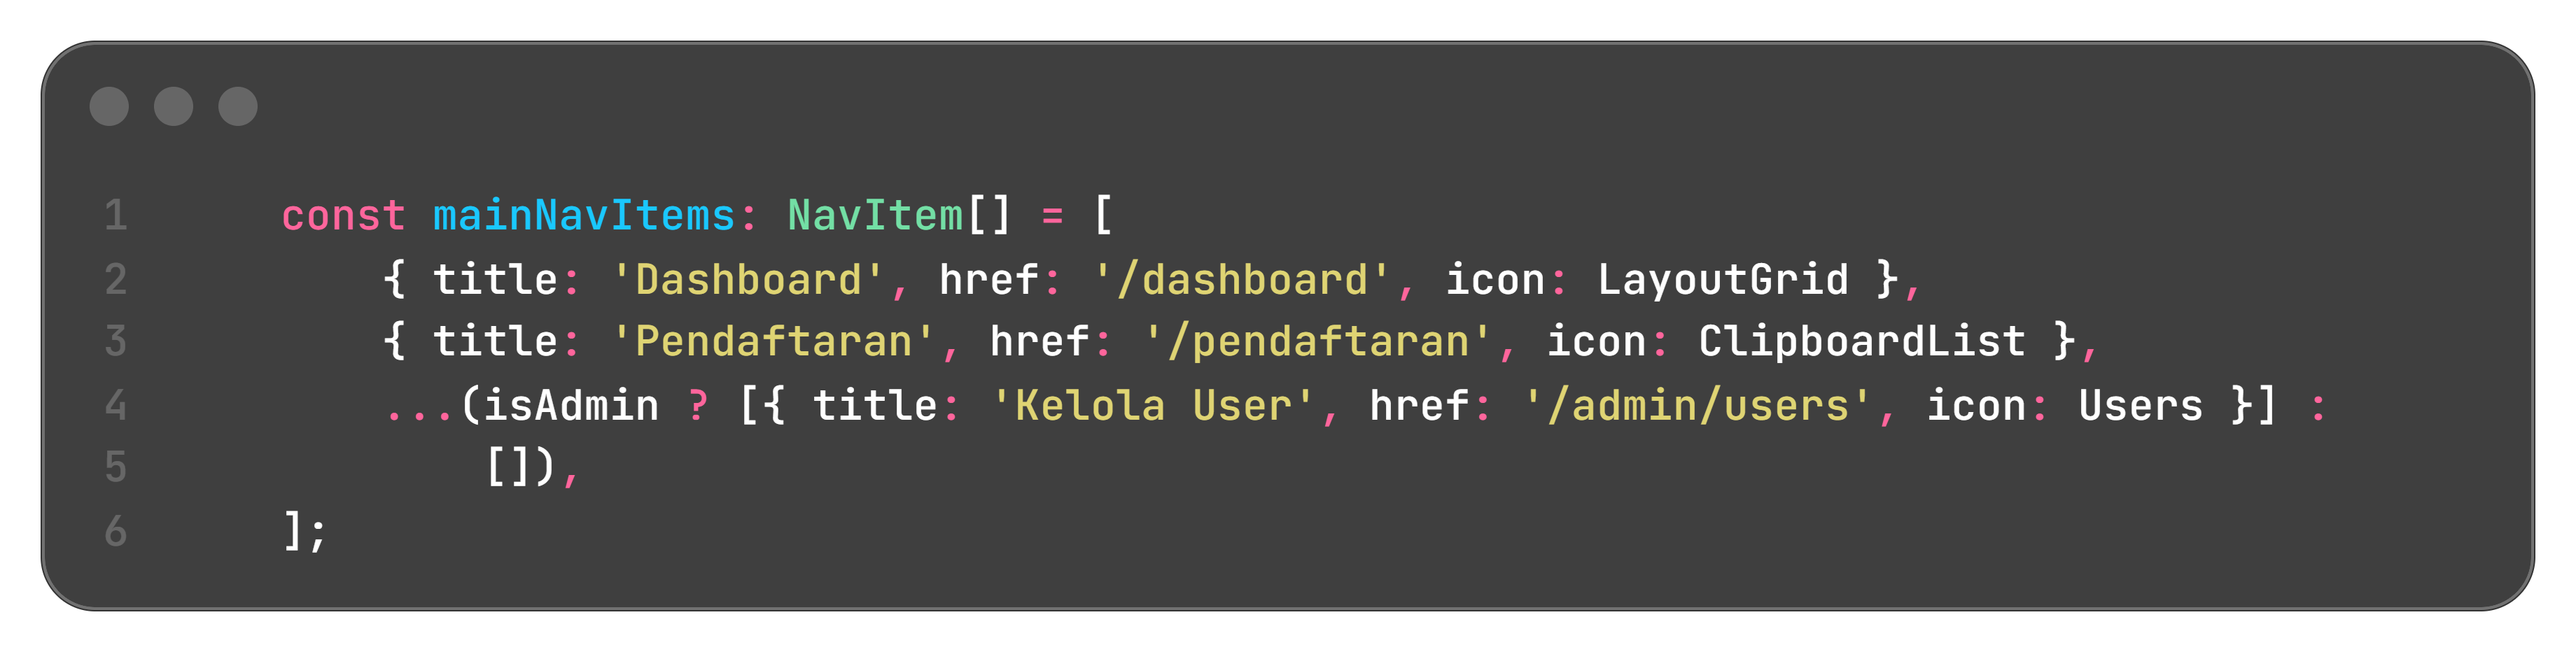 1 const mainNavItems: NavItem[] = [
2 { title: 'Dashboard', href: '/dashboard', icon: LayoutGrid },
3 { title: 'Pendaftaran', href: '/pendaftaran', icon: ClipboardList },
4 ...(isAdmin ? [{ title: 'Kelola User', href: '/admin/users', icon: Users }] :
5 []),
6 ];